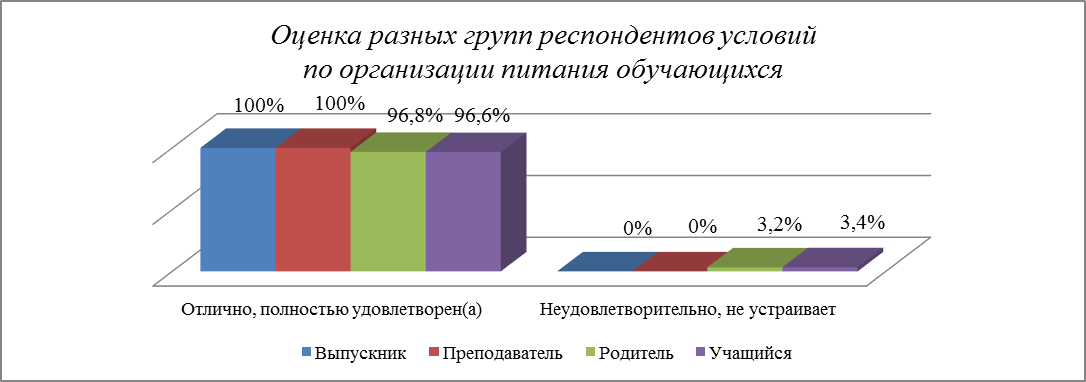 Оценка разных групп респондентов условий
по организации питания обучающихся
100% 100% 96,8% 96,6%
0% 0% 3,2% 3,4%
Отлично, полностью удовлетворен(а) Неудовлетворительно, не устраивает
Выпускник Преподаватель Родитель Учащийся